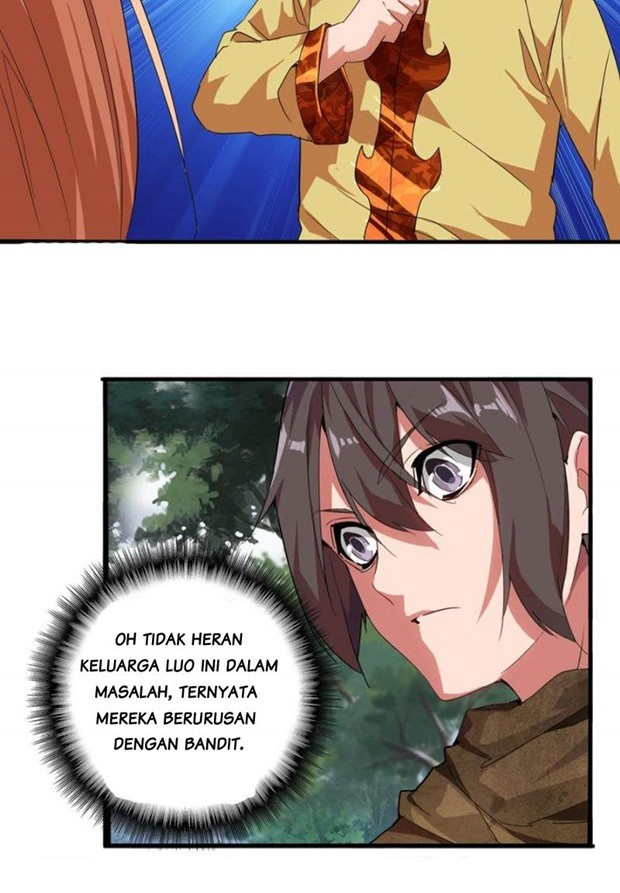 OH TIDAK HERAN
KELUARGA LUO INI DALAM
MASALAH, TERNYATA
MEREKA BERURUSAN
DENGAN BANDIT.